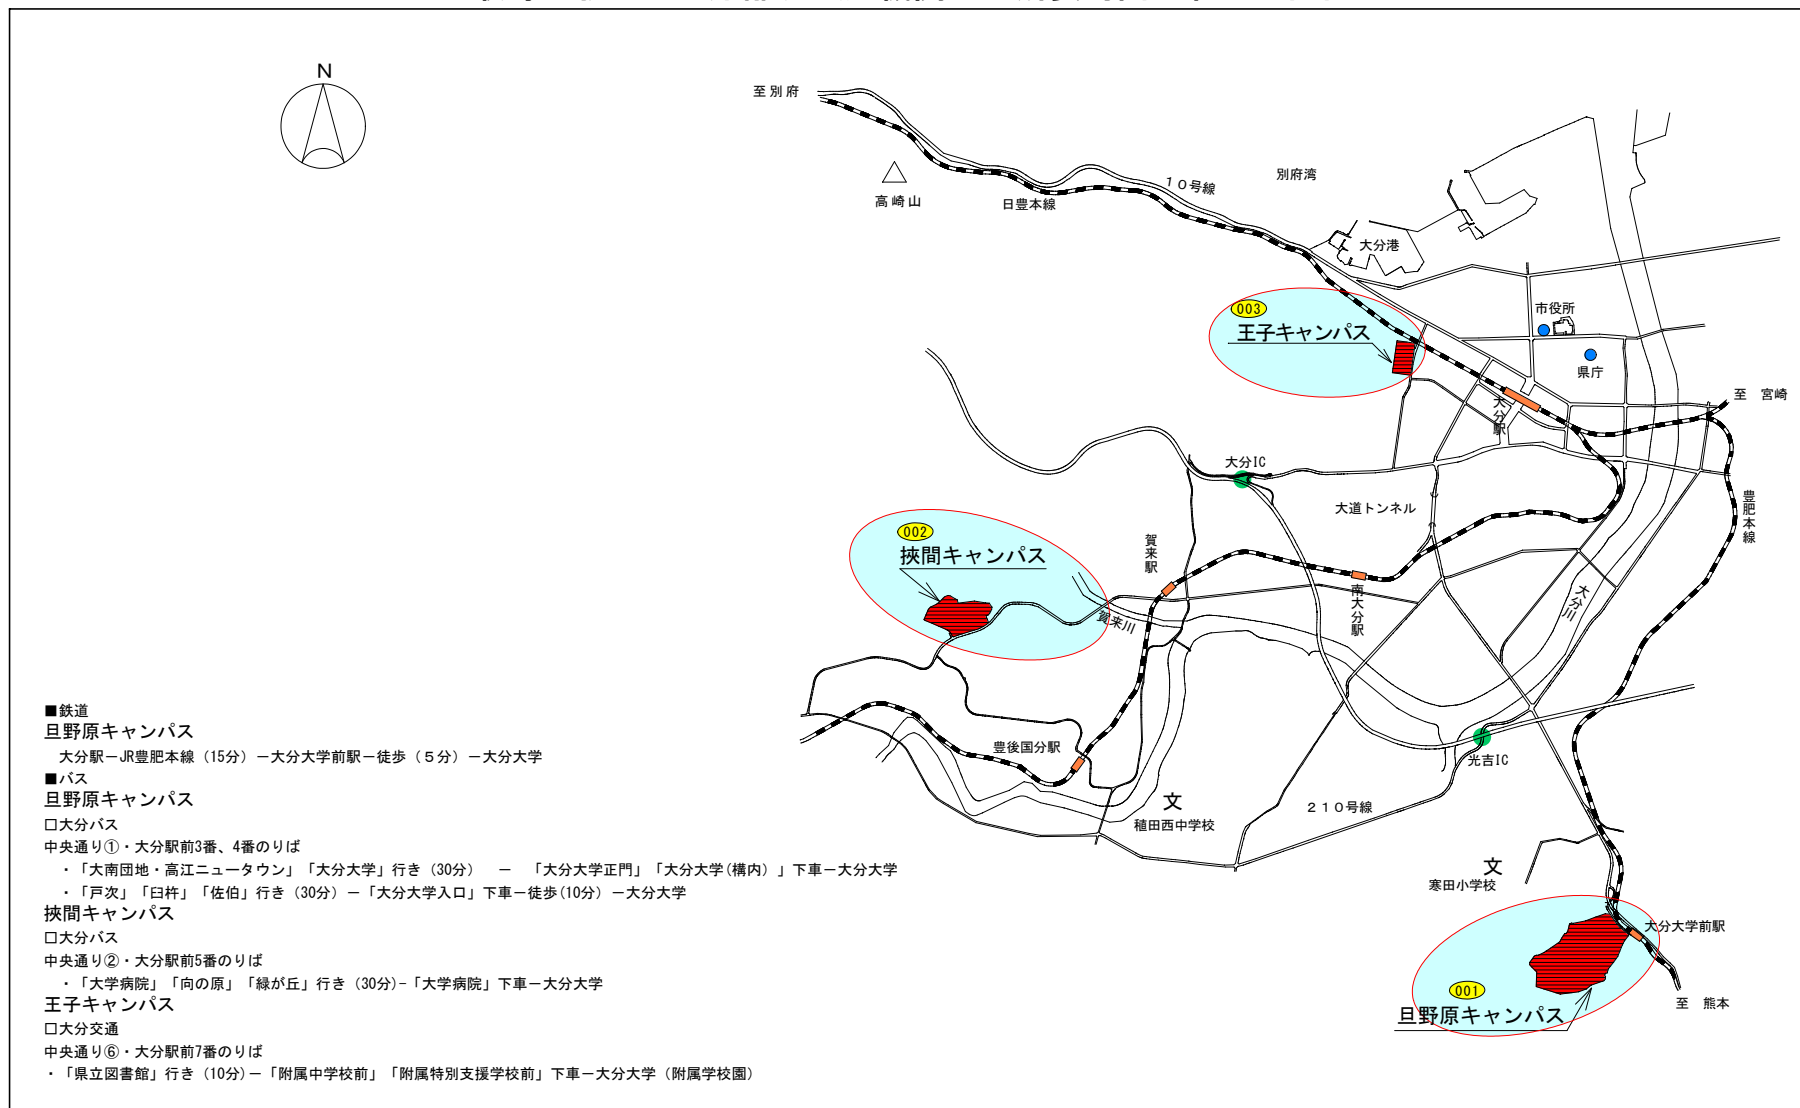 N
至別府
高崎山
日豊本線
10号線
別府湾
大分港
003
王子キャンパス
市役所
県庁
至　宮崎
大分駅
大分IC
大道トンネル
豊肥本線
002
挾間キャンパス
賀来駅
賀来川
南大分駅
大分川
豊後国分駅
光吉IC
210号線
文
稙田西中学校
文
寒田小学校
大分大学前駅
001
旦野原キャンパス
至　熊本
■鉄道
旦野原キャンパス
大分駅－JR豊肥本線（15分）－大分大学前駅－徒歩（５分）－大分大学
■バス
旦野原キャンパス
□大分バス
中央通り①・大分駅前3番、4番のりば
・「大南団地・高江ニュータウン」「大分大学」行き（30分）　－　「大分大学正門」「大分大学(構内）」下車－大分大学
・「戸次」「臼杵」「佐伯」行き（30分）－「大分大学入口」下車－徒歩(10分）－大分大学
挾間キャンパス
□大分バス
中央通り②・大分駅前5番のりば
・「大学病院」「向の原」「緑が丘」行き（30分)-「大学病院」下車－大分大学
王子キャンパス
□大分交通
中央通り⑥・大分駅前7番のりば
・「県立図書館」行き（10分)－「附属中学校前」「附属特別支援学校前」下車－大分大学（附属学校園）